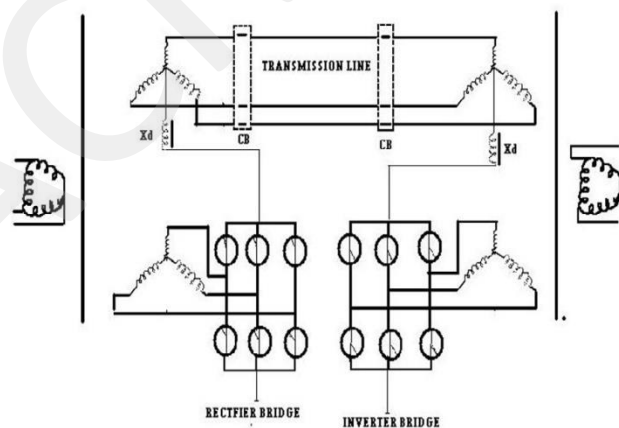 TRANSMISSION LINE
Xd
CB
CB
Xd
RECTFIER BRIDGE
INVERTER BRIDGE